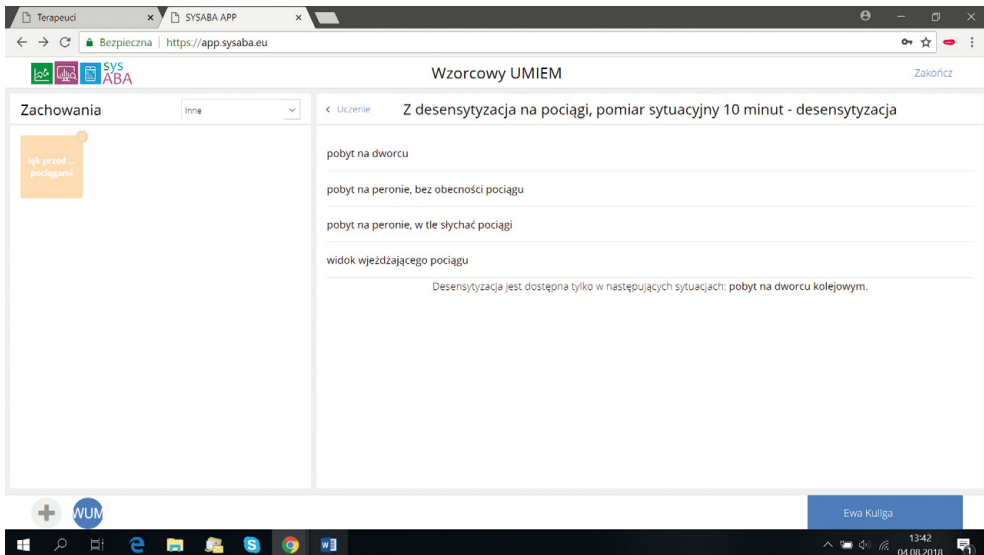 Terapeuci
SYSABA APP
Bezpieczna
https://app.sysaba.eu
sys
ABA
Wzorcowy UMIEM
Zakończ
Zachowania
Inne
Uczenie
Z desensytyzacja na pociągi, pomiar sytuacyjny 10 minut - desensytyzacja
0
lęk przed ...
pociągami
pobyt na dworcu
pobyt na peronie, bez obecności pociągu
pobyt na peronie, w tle słychać pociągi
widok wjeżdżającego pociągu
Desensytyzacja jest dostępna tylko w następujących sytuacjach: pobyt na dworcu kolejowym.
WUM
Ewa Kuliga
13:42
04.08.2018